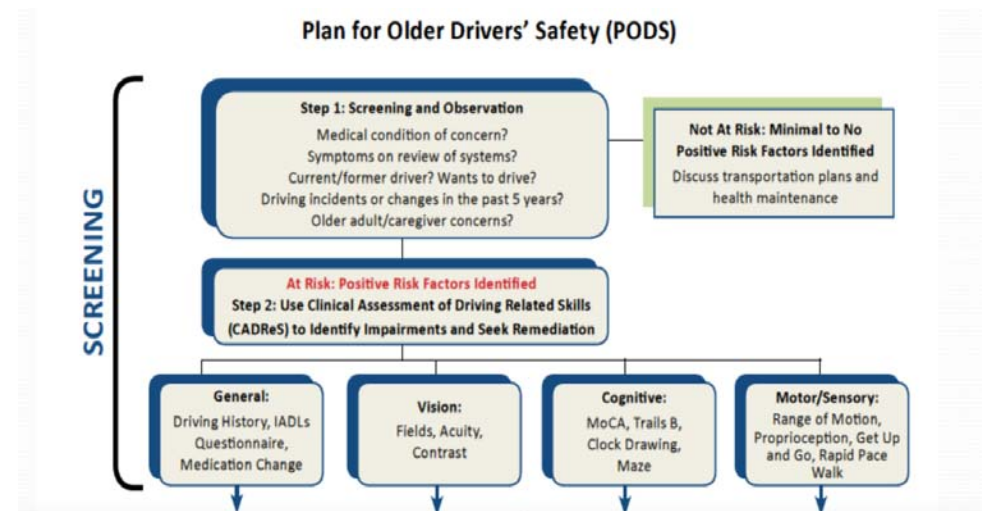 Plan for Older Drivers' Safety (PODS)
SCREENING
Step 1: Screening and Observation
Medical condition of concern?
Symptoms on review of systems?
Current/former driver? Wants to drive?
Driving incidents or changes in the past 5 years?
Older adult/caregiver concerns?
Not At Risk: Minimal to No
Positive Risk Factors Identified
Discuss transportation plans and
health maintenance
At Risk: Positive Risk Factors Identified
Step 2: Use Clinical Assessment of Driving Related Skills
(CADReS) to Identify Impairments and Seek Remediation
General:
Driving History, IADLs
Questionnaire,
Medication Change
Vision:
Fields, Acuity,
Contrast
Cognitive:
MoCA, Trails B,
Clock Drawing,
Maze
Motor/Sensory:
Range of Motion,
Proprioception, Get Up
and Go, Rapid Pace
Walk